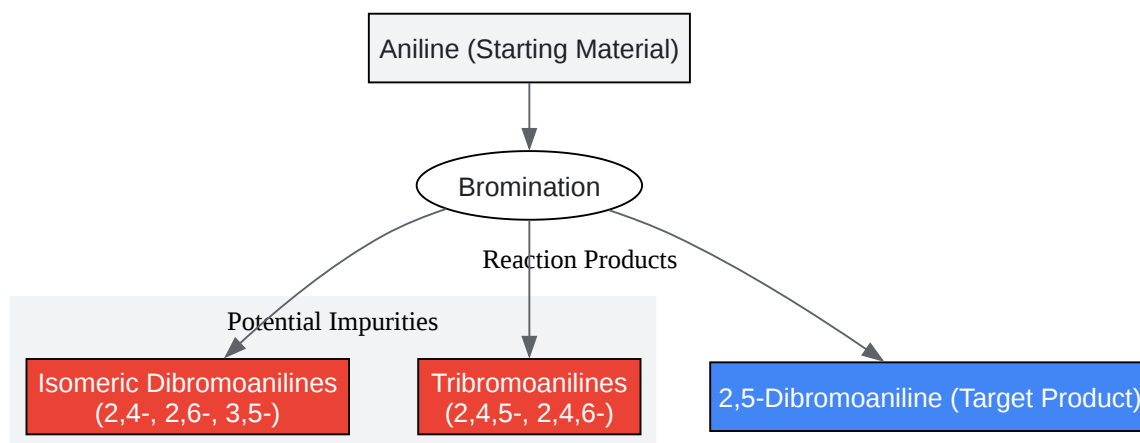 Aniline (Starting Material)
Bromination
Reaction Products
Potential Impurities
Isomeric Dibromoanilines
(2,4-, 2,6-, 3,5-)
Tribromoanilines
(2,4,5-, 2,4,6-)
2,5-Dibromoaniline (Target Product)